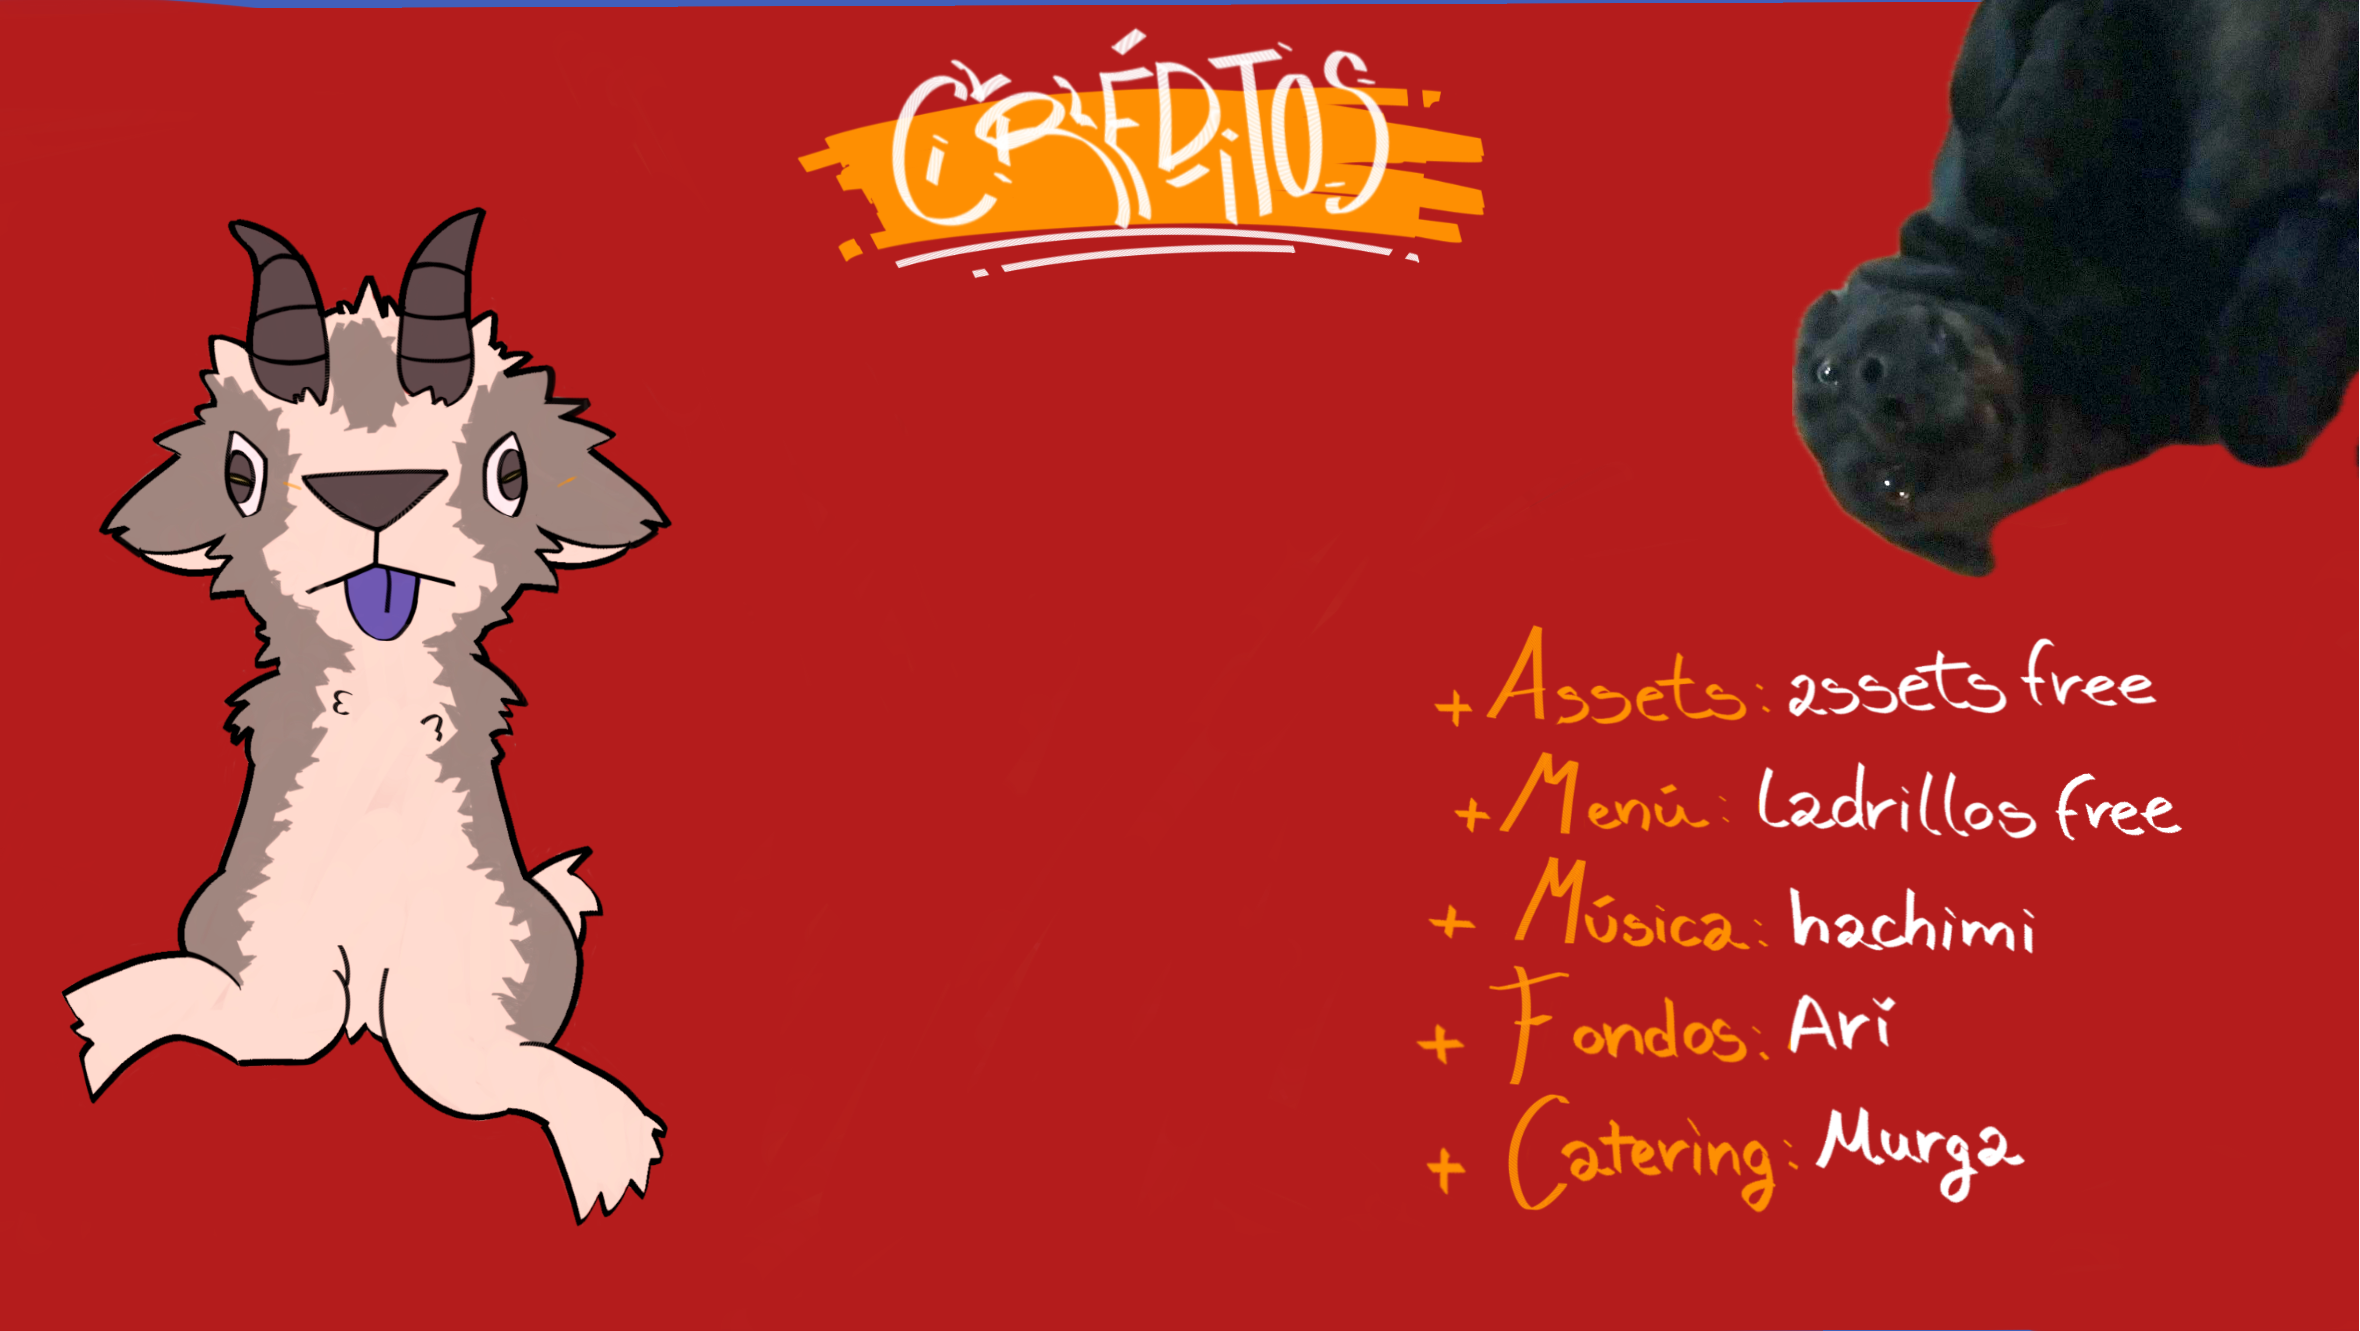 CRÉDiTOS
+ Assets: assets free
+ Menú: ladrillos free
+ Música: hachimi
+ Fondos: Ari
+ Catering: Murga